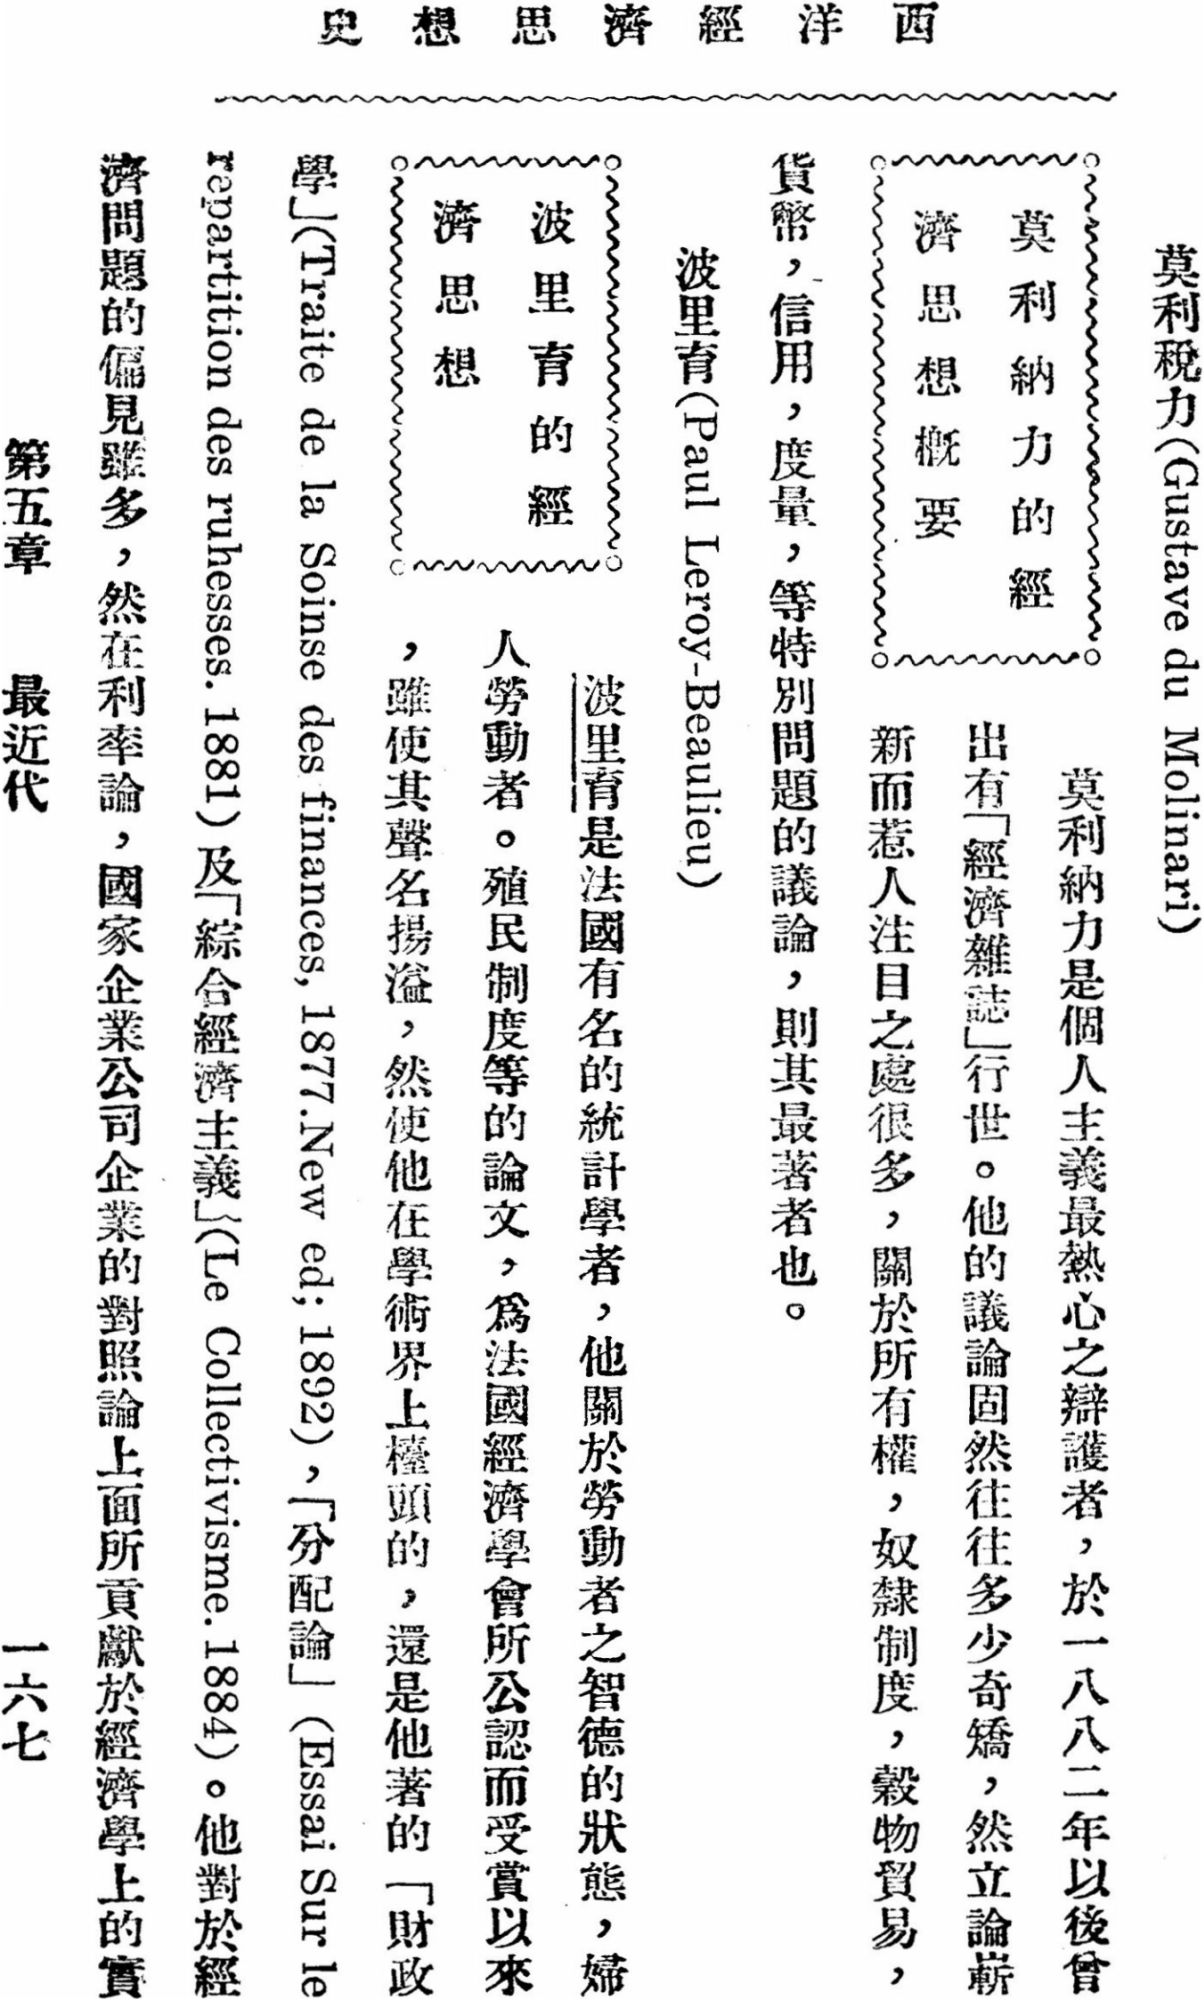 西洋經濟思想史
莫利稅力(Gustave du Molinari)
莫利納力的經
濟思想概要
莫利納力是個人主義最熱心之辯護者，於一八八二年以後曾
出有「經濟雜誌」行世。他的議論固然往往多少奇矯，然立論嶄
新而惹人注目之處很多，關於所有權，奴隸制度，穀物貿易，
貨幣，信用，度量，等特別問題的議論，則其最著者也。
波里育(Paul Leroy-Beaulieu)
波里育的經
濟思想
波里育是法國有名的統計學者，他關於勞動者之智德的狀態，婦
人勞動者。殖民制度等的論文，爲法國經濟學會所公認而受賞以來
，雖使其聲名揚溢，然使他在學術界上檯頭的，還是他著的「財政
學」(Traite de la Soinse des finances, 1877.New ed; 1892)，「分配論」(Essai Sur le
repartition des ruhesses. 1881)及「綜合經濟主義」(Le Collectivisme. 1884)。他對於經
濟問題的偏見雖多，然在利率論，國家企業公司企業的對照論上面所貢獻於經濟學上的實
第五章 最近代 一六七